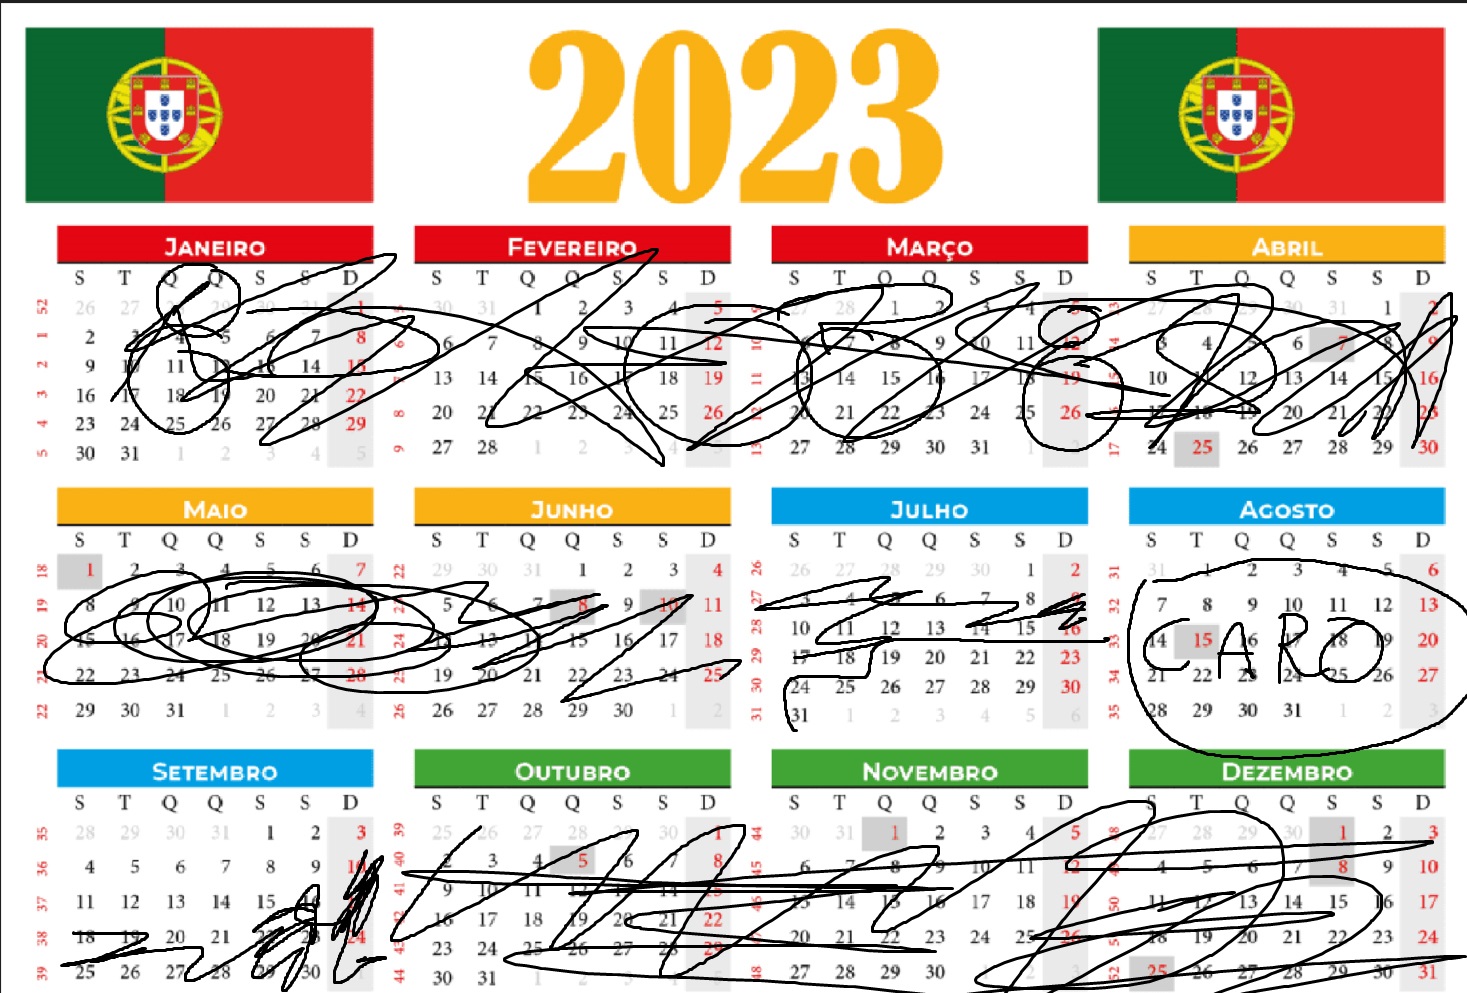 2023
JANEIRO
S T Q Q S S D
52 26 27 29 30 31 1
1 2 3 4 5 6 7 8
2 9 10 11 12 13 14 15
3 16 17 18 19 20 21 22
4 23 24 25 26 27 28 29
5 30 31 1 2 3 4 5
FEVEREIRO
S T Q Q S S D
5 30 31 1 2 3 4 5
6 6 7 8 9 10 11 12
7 13 14 15 16 17 18 19
8 20 21 22 23 24 25 26
9 27 28 1 2 3 4 5
MARÇO
S T Q Q S S D
9 27 28 1 2 3 4 5
10 6 7 8 9 10 11 12
11 13 14 15 16 17 18 19
12 20 21 22 23 24 25 26
13 27 28 29 30 31 1 2
ABRIL
S T Q Q S S D
13 27 28 29 30 31 1 2
14 3 4 5 6 7 8 9
15 10 11 12 13 14 15 16
16 17 18 19 20 21 22 23
17 24 25 26 27 28 29 30
MAIO
S T Q Q S S D
18 1 2 3 4 5 6 7
19 8 9 10 11 12 13 14
20 15 16 17 18 19 20 21
21 22 23 24 25 26 27 28
22 29 30 31 1 2 3 4
JUNHO
S T Q Q S S D
22 29 30 31 1 2 3 4
23 5 6 7 8 9 10 11
24 12 13 14 15 16 17 18
25 19 20 21 22 23 24 25
26 26 27 28 29 30 1 2
JULHO
S T Q Q S S D
26 26 27 28 29 30 1 2
27 3 4 5 6 7 8 9
28 10 11 12 13 14 15 16
29 17 18 19 20 21 22 23
30 24 25 26 27 28 29 30
31 31 1 2 3 4 5 6
AGOSTO
S T Q Q S S D
31 31 1 2 3 4 5 6
32 7 8 9 10 11 12 13
33 14 15 16 17 18 19 20
CARO
34 21 22 23 24 25 26 27
35 28 29 30 31 1 2 3
SETEMBRO
S T Q Q S S D
35 28 29 30 31 1 2 3
36 4 5 6 7 8 9 10
37 11 12 13 14 15 16
38 18 19 20 21 22 23 24
39 25 26 27 28 29 30
OUTUBRO
S T Q Q S S D
39 25 26 27 28 29 30 1
40 2 3 4 5 6 7 8
41 9 10 11 12 13 14 15
42 16 17 18 19 20 21 22
43 23 24 25 26 27 28 29
44 30 31 1 2 3 4 5
NOVEMBRO
S T Q Q S S D
44 30 31 1 2 3 4 5
45 6 7 8 9 10 11 12
46 13 14 15 16 17 18 19
47 20 21 22 23 24 25 26
48 27 28 29 30 1 2 3
DEZEMBRO
S T Q Q S S D
48 27 28 29 30 1 2 3
49 4 5 6 7 8 9 10
50 11 12 13 14 15 16 17
51 18 19 20 21 22 23 24
52 25 26 27 28 29 30 31